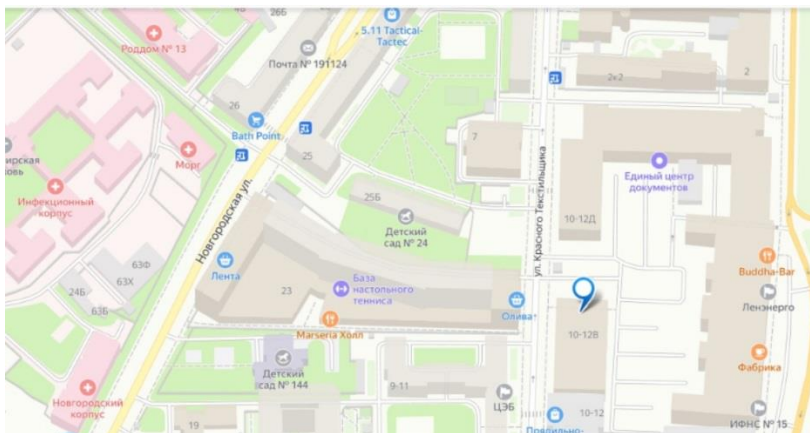 26Б
5.11 Tactical-
Tactec
Роддом № 13
Почта № 191124
2к2
2
26
Bath Point
7
25
Морг
Единый центр
документов
Инфекционный
корпус
Новгородская ул.
25Б
ул. Красного Текстильщика
10-12Д
Детский
сад № 24
63Ф
Лента
63Х
База
настольного
тенниса
Buddha-Bar
24Б
23
Ленэнерго
63Б
Олива
Marseria Холл
10-12В
Детский
сад № 144
Фабрика
9-11
Новгородский
корпус
ЦЭБ
10-12
19
ИФНС № 15